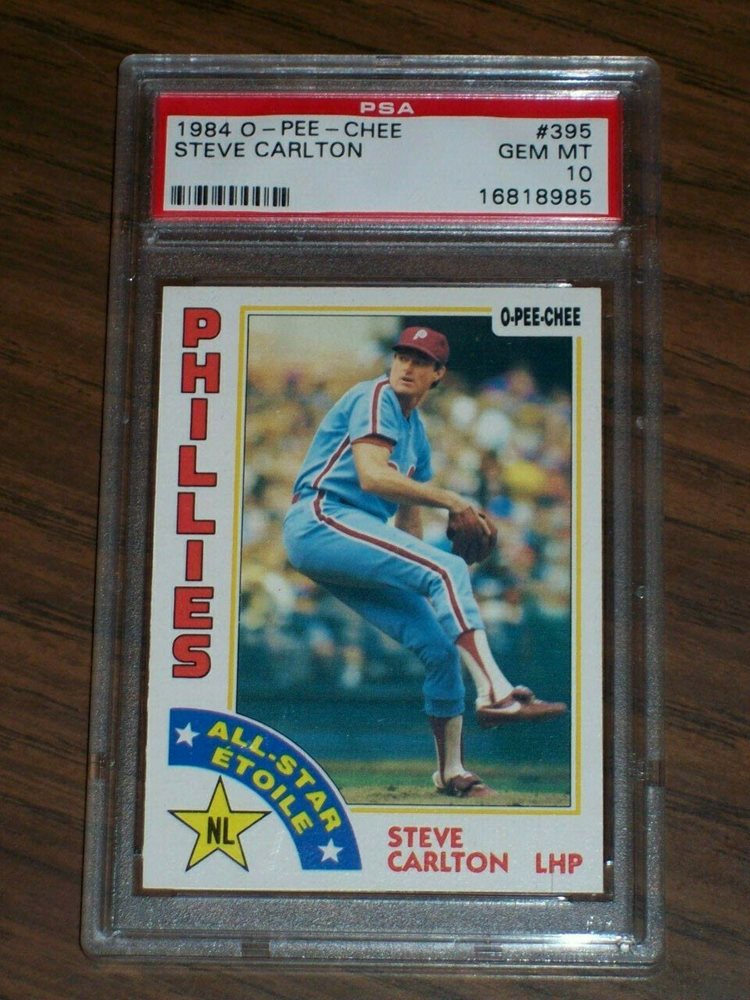 PSA
1984 O-PEE-CHEE #395
STEVE CARLTON GEM MT
10
16818985
O-PEE-CHEE
PHILLIES
P
ALL-STAR
ÉTOILE
NL
STEVE
CARLTON LHP